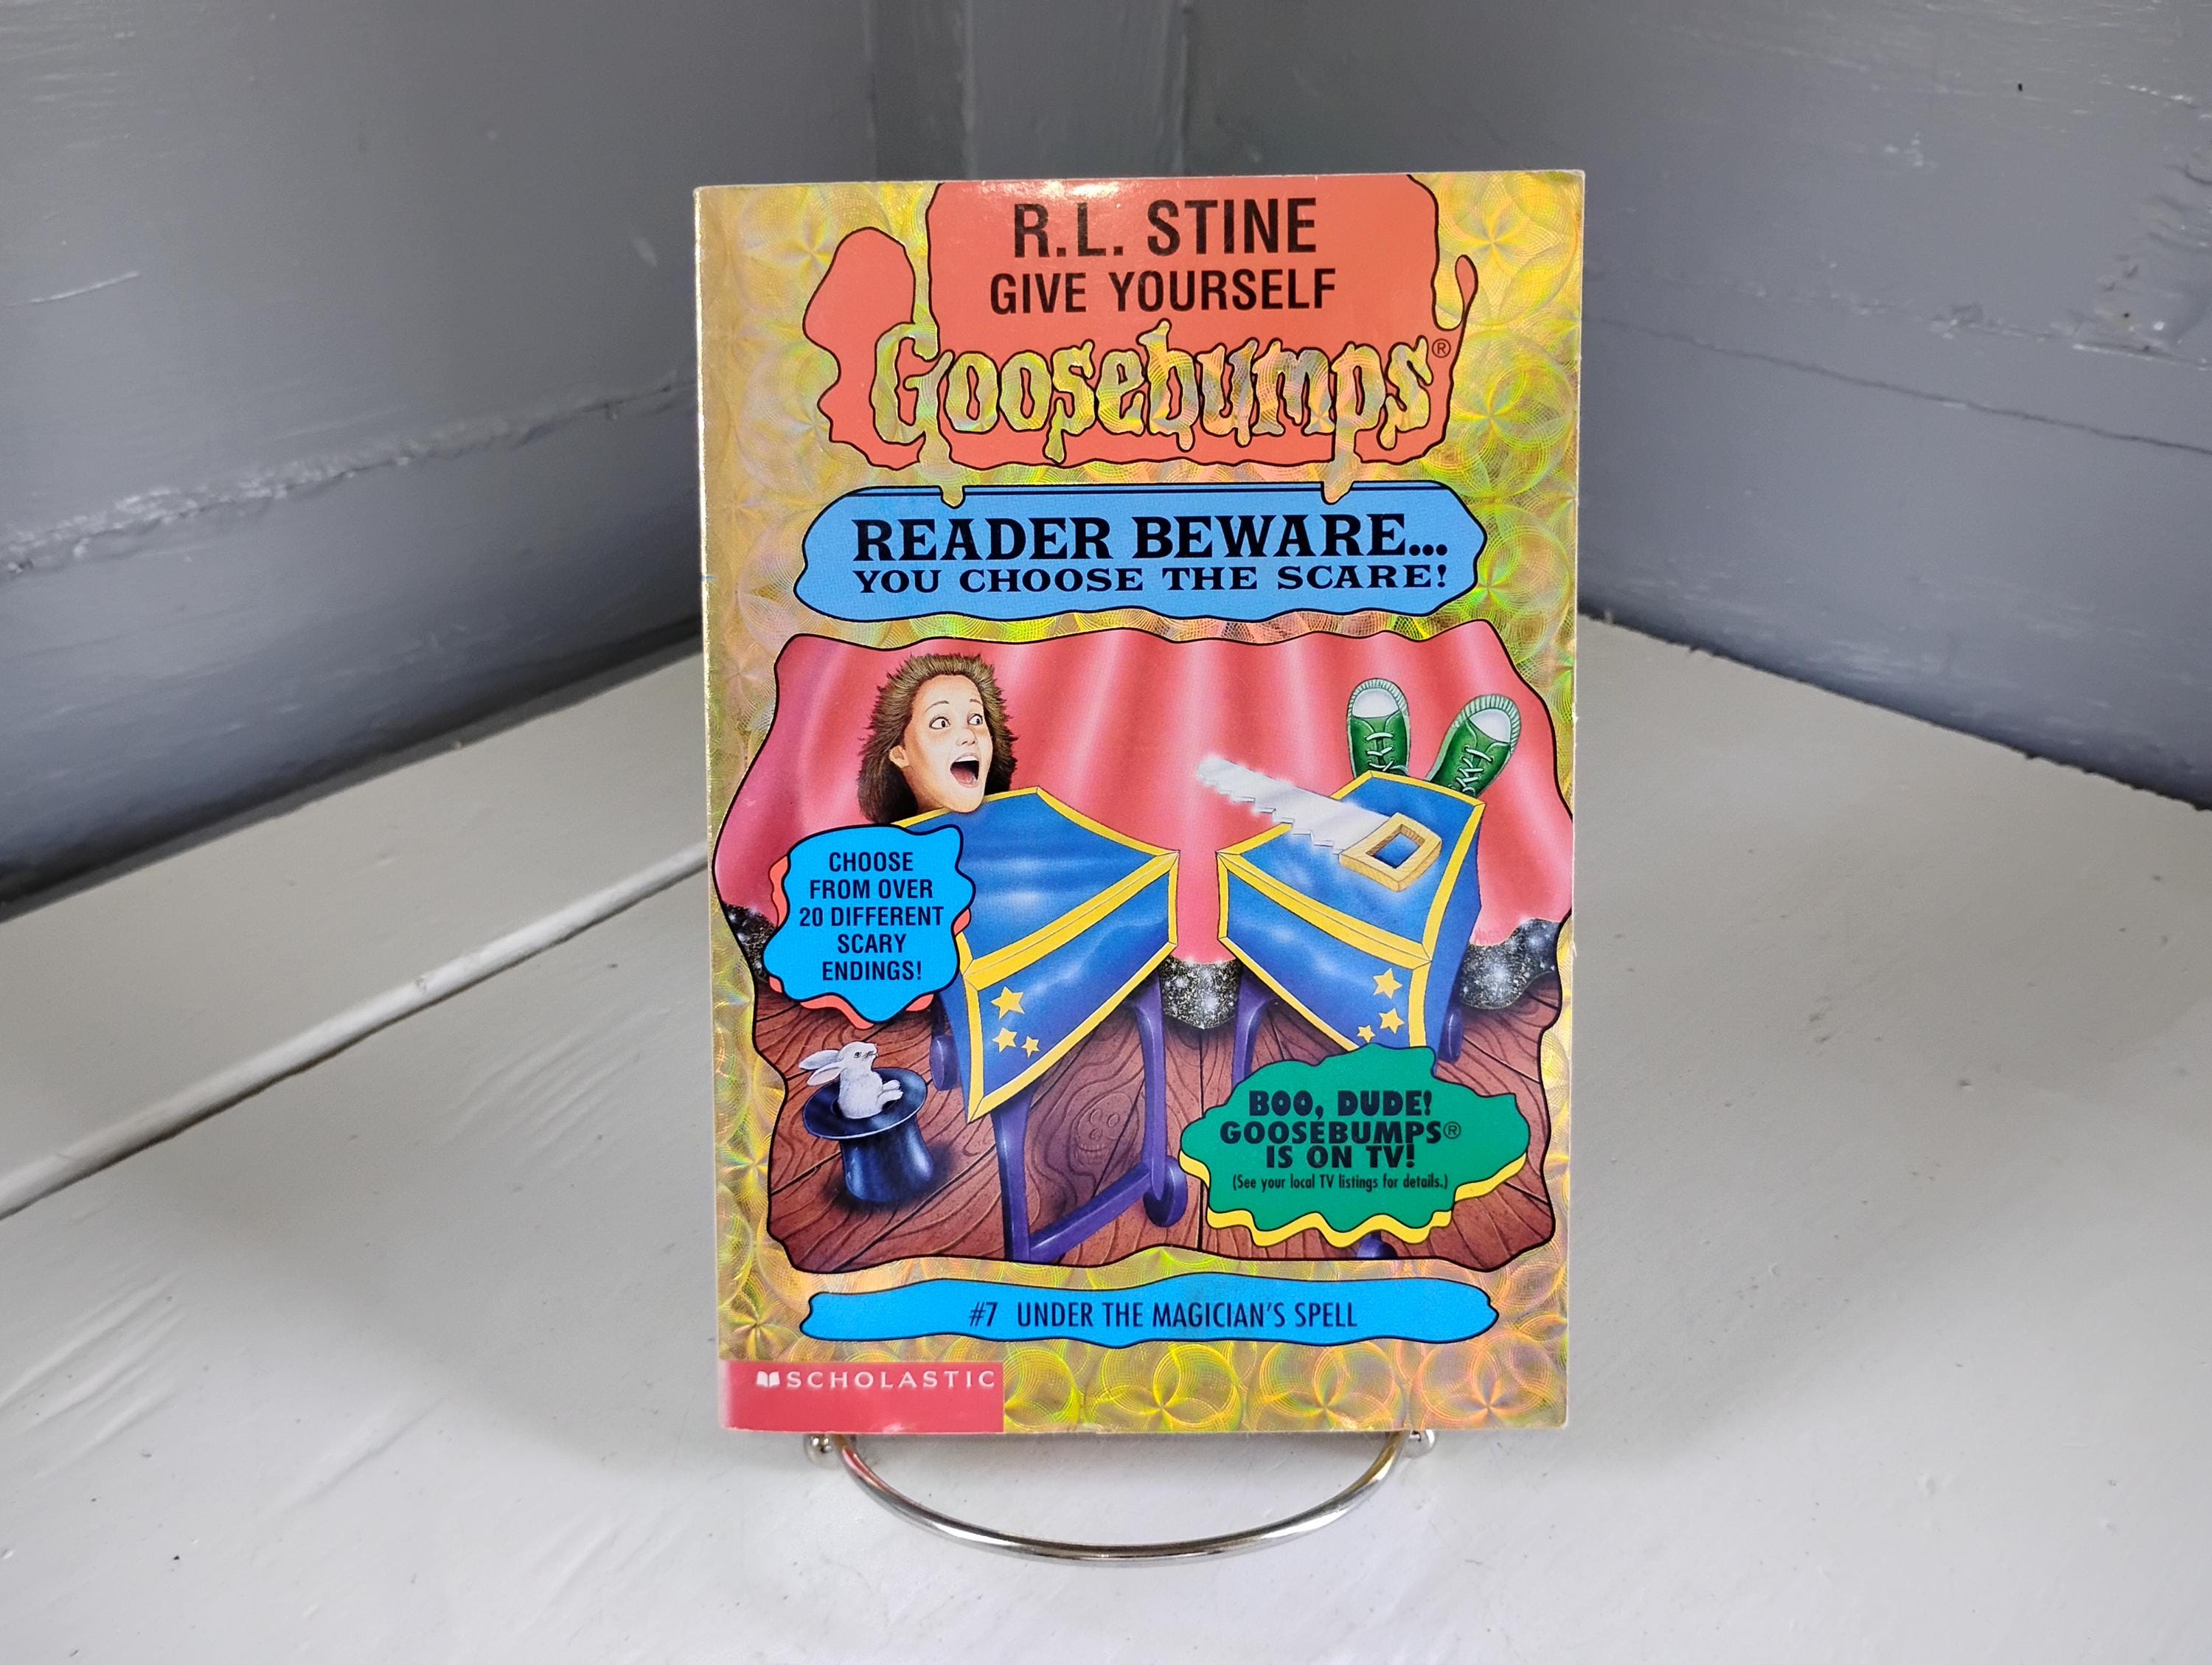 R.L. STINE
GIVE YOURSELF
Goosebumps®
READER BEWARE...
YOU CHOOSE THE SCARE!
CHOOSE
FROM OVER
20 DIFFERENT
SCARY
ENDINGS!
BOO, DUDE!
GOOSEBUMPS®
IS ON TV!
(See your local TV listings for details.)
#7 UNDER THE MAGICIAN'S SPELL
SCHOLASTIC